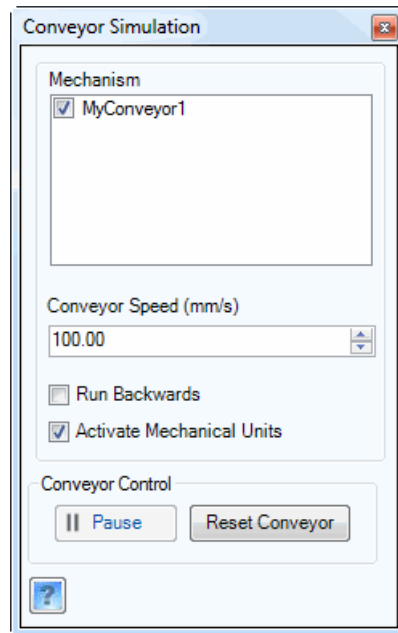 Conveyor Simulation
Mechanism
MyConveyor1
Conveyor Speed (mm/s)
100.00
Run Backwards
Activate Mechanical Units
Conveyor Control
Pause
Reset Conveyor
?